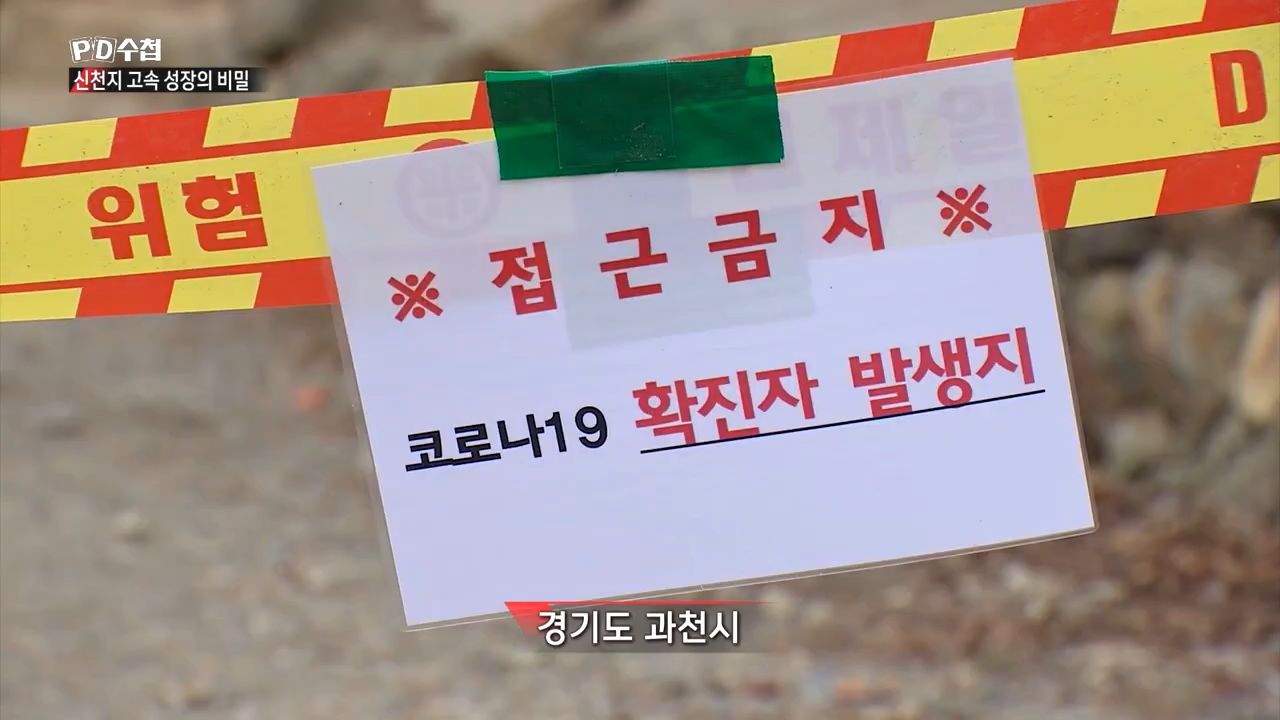 PD수첩
신천지 고속 성장의 비밀
위험
D
※ 접근금지 ※
코로나19 확진자 발생지
경기도 과천시